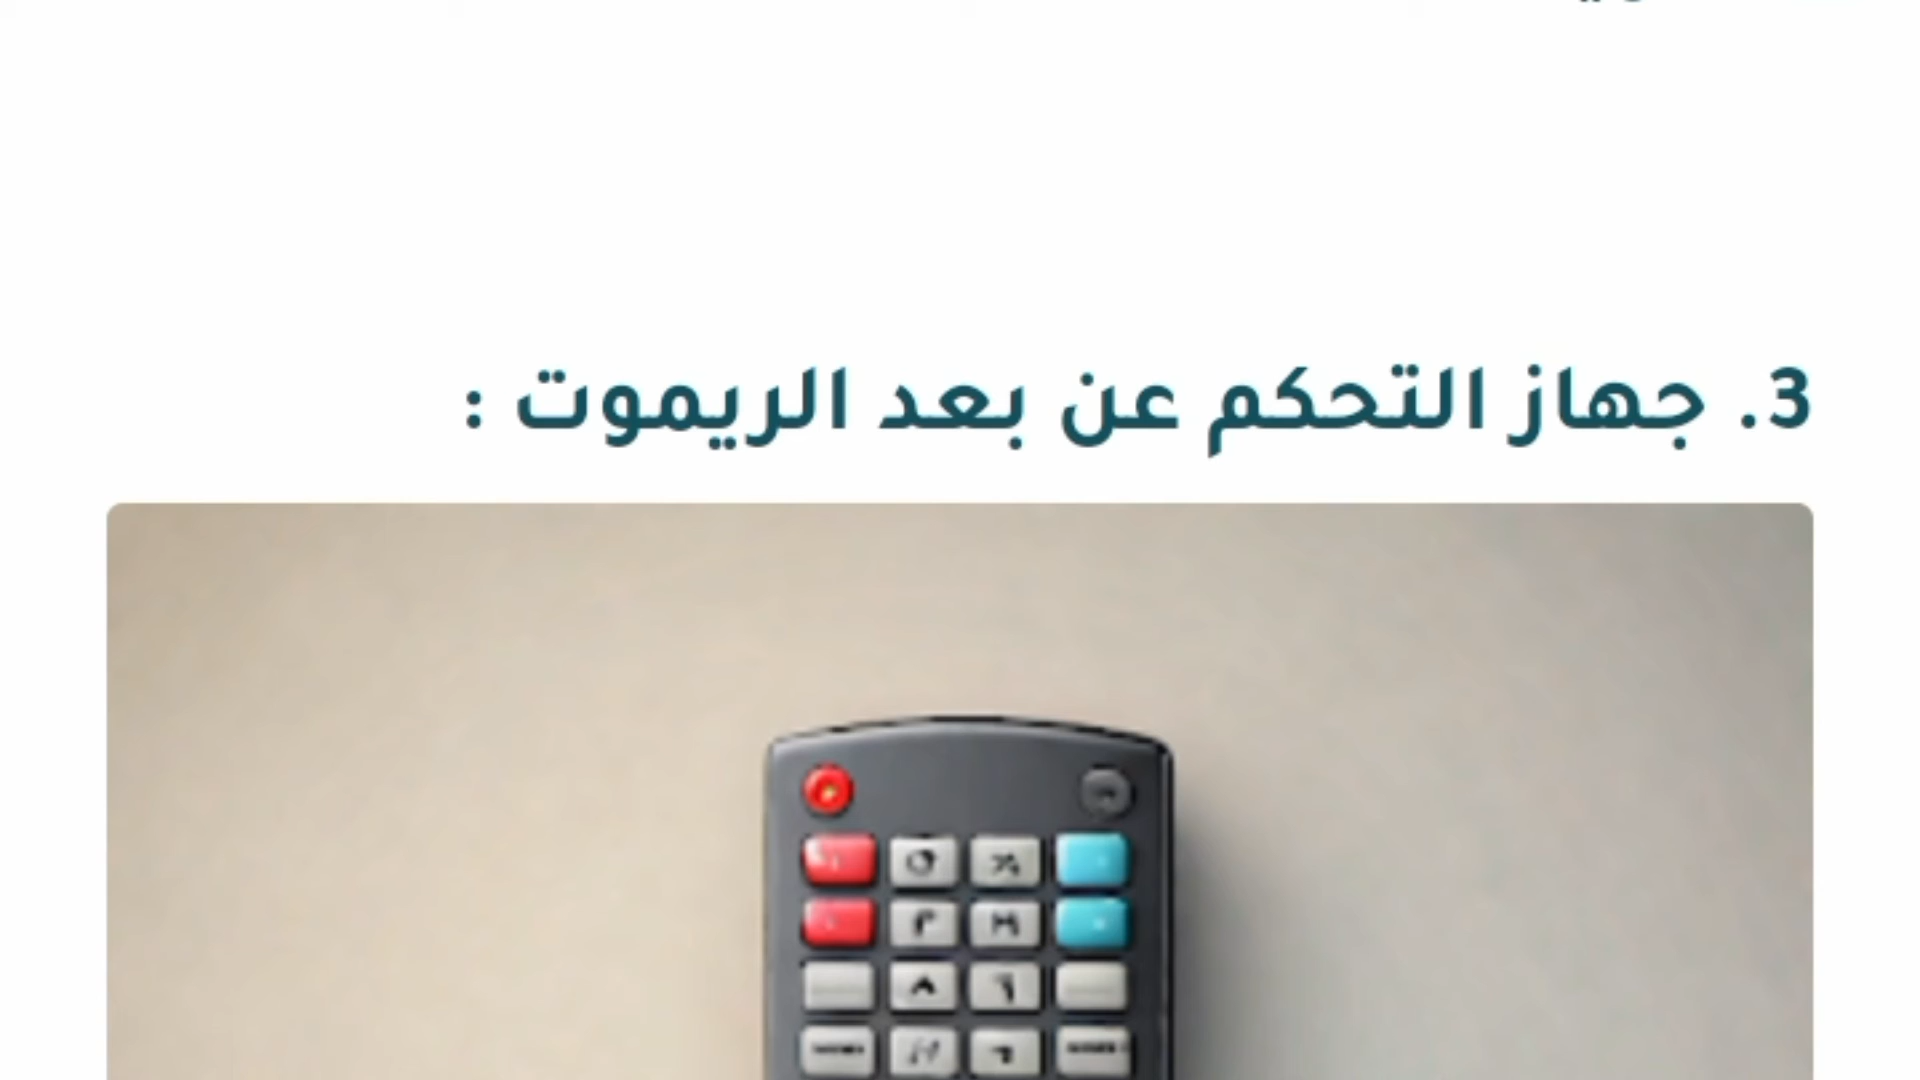 3. جهاز التحكم عن بعد الريموت :